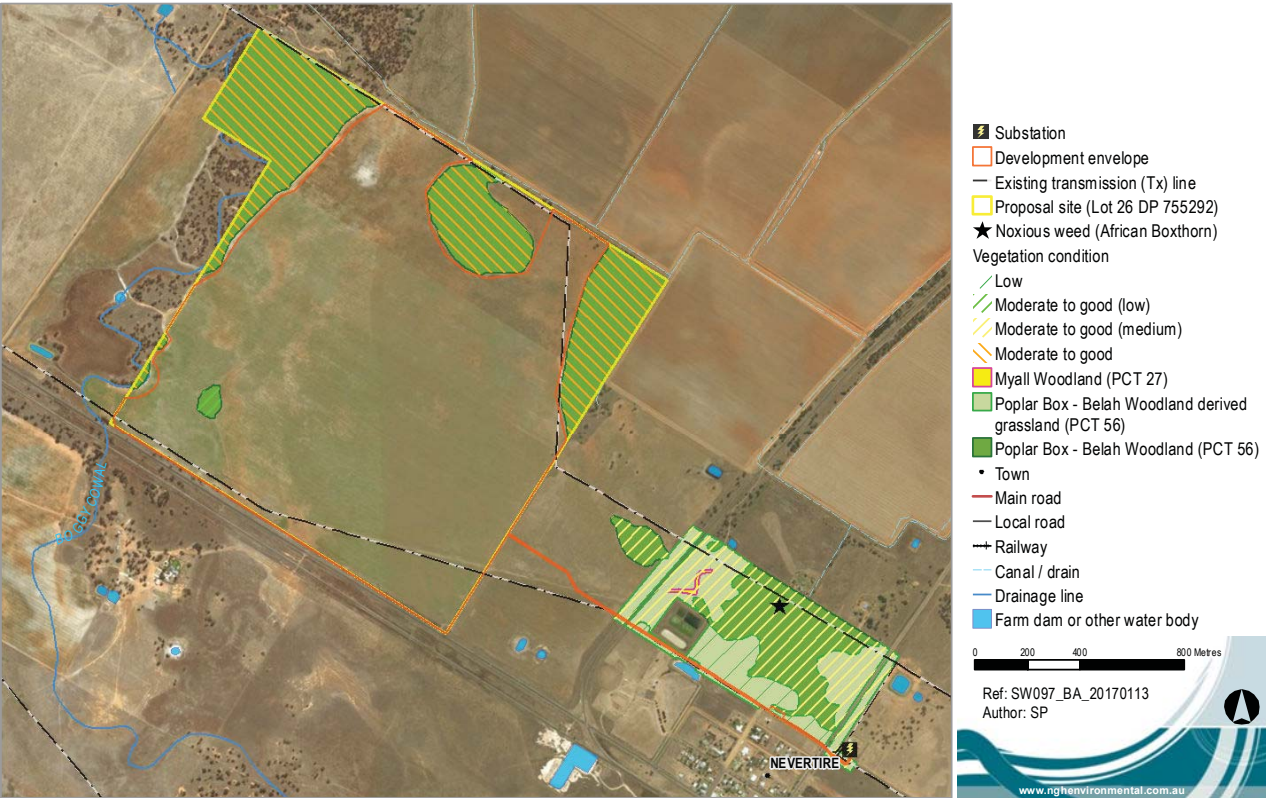 BOGGY COWAL
NEVERTIRE
Substation
Development envelope
Existing transmission (Tx) line
Proposal site (Lot 26 DP 755292)
Noxious weed (African Boxthorn)
Vegetation condition
Low
Moderate to good (low)
Moderate to good (medium)
Moderate to good
Myall Woodland (PCT 27)
Poplar Box - Belah Woodland derived
grassland (PCT 56)
Poplar Box - Belah Woodland (PCT 56)
Town
Main road
Local road
Railway
Canal / drain
Drainage line
Farm dam or other water body
0 200 400 800 Metres
Ref: SW097_BA_20170113
Author: SP
www.nghenvironmental.com.au